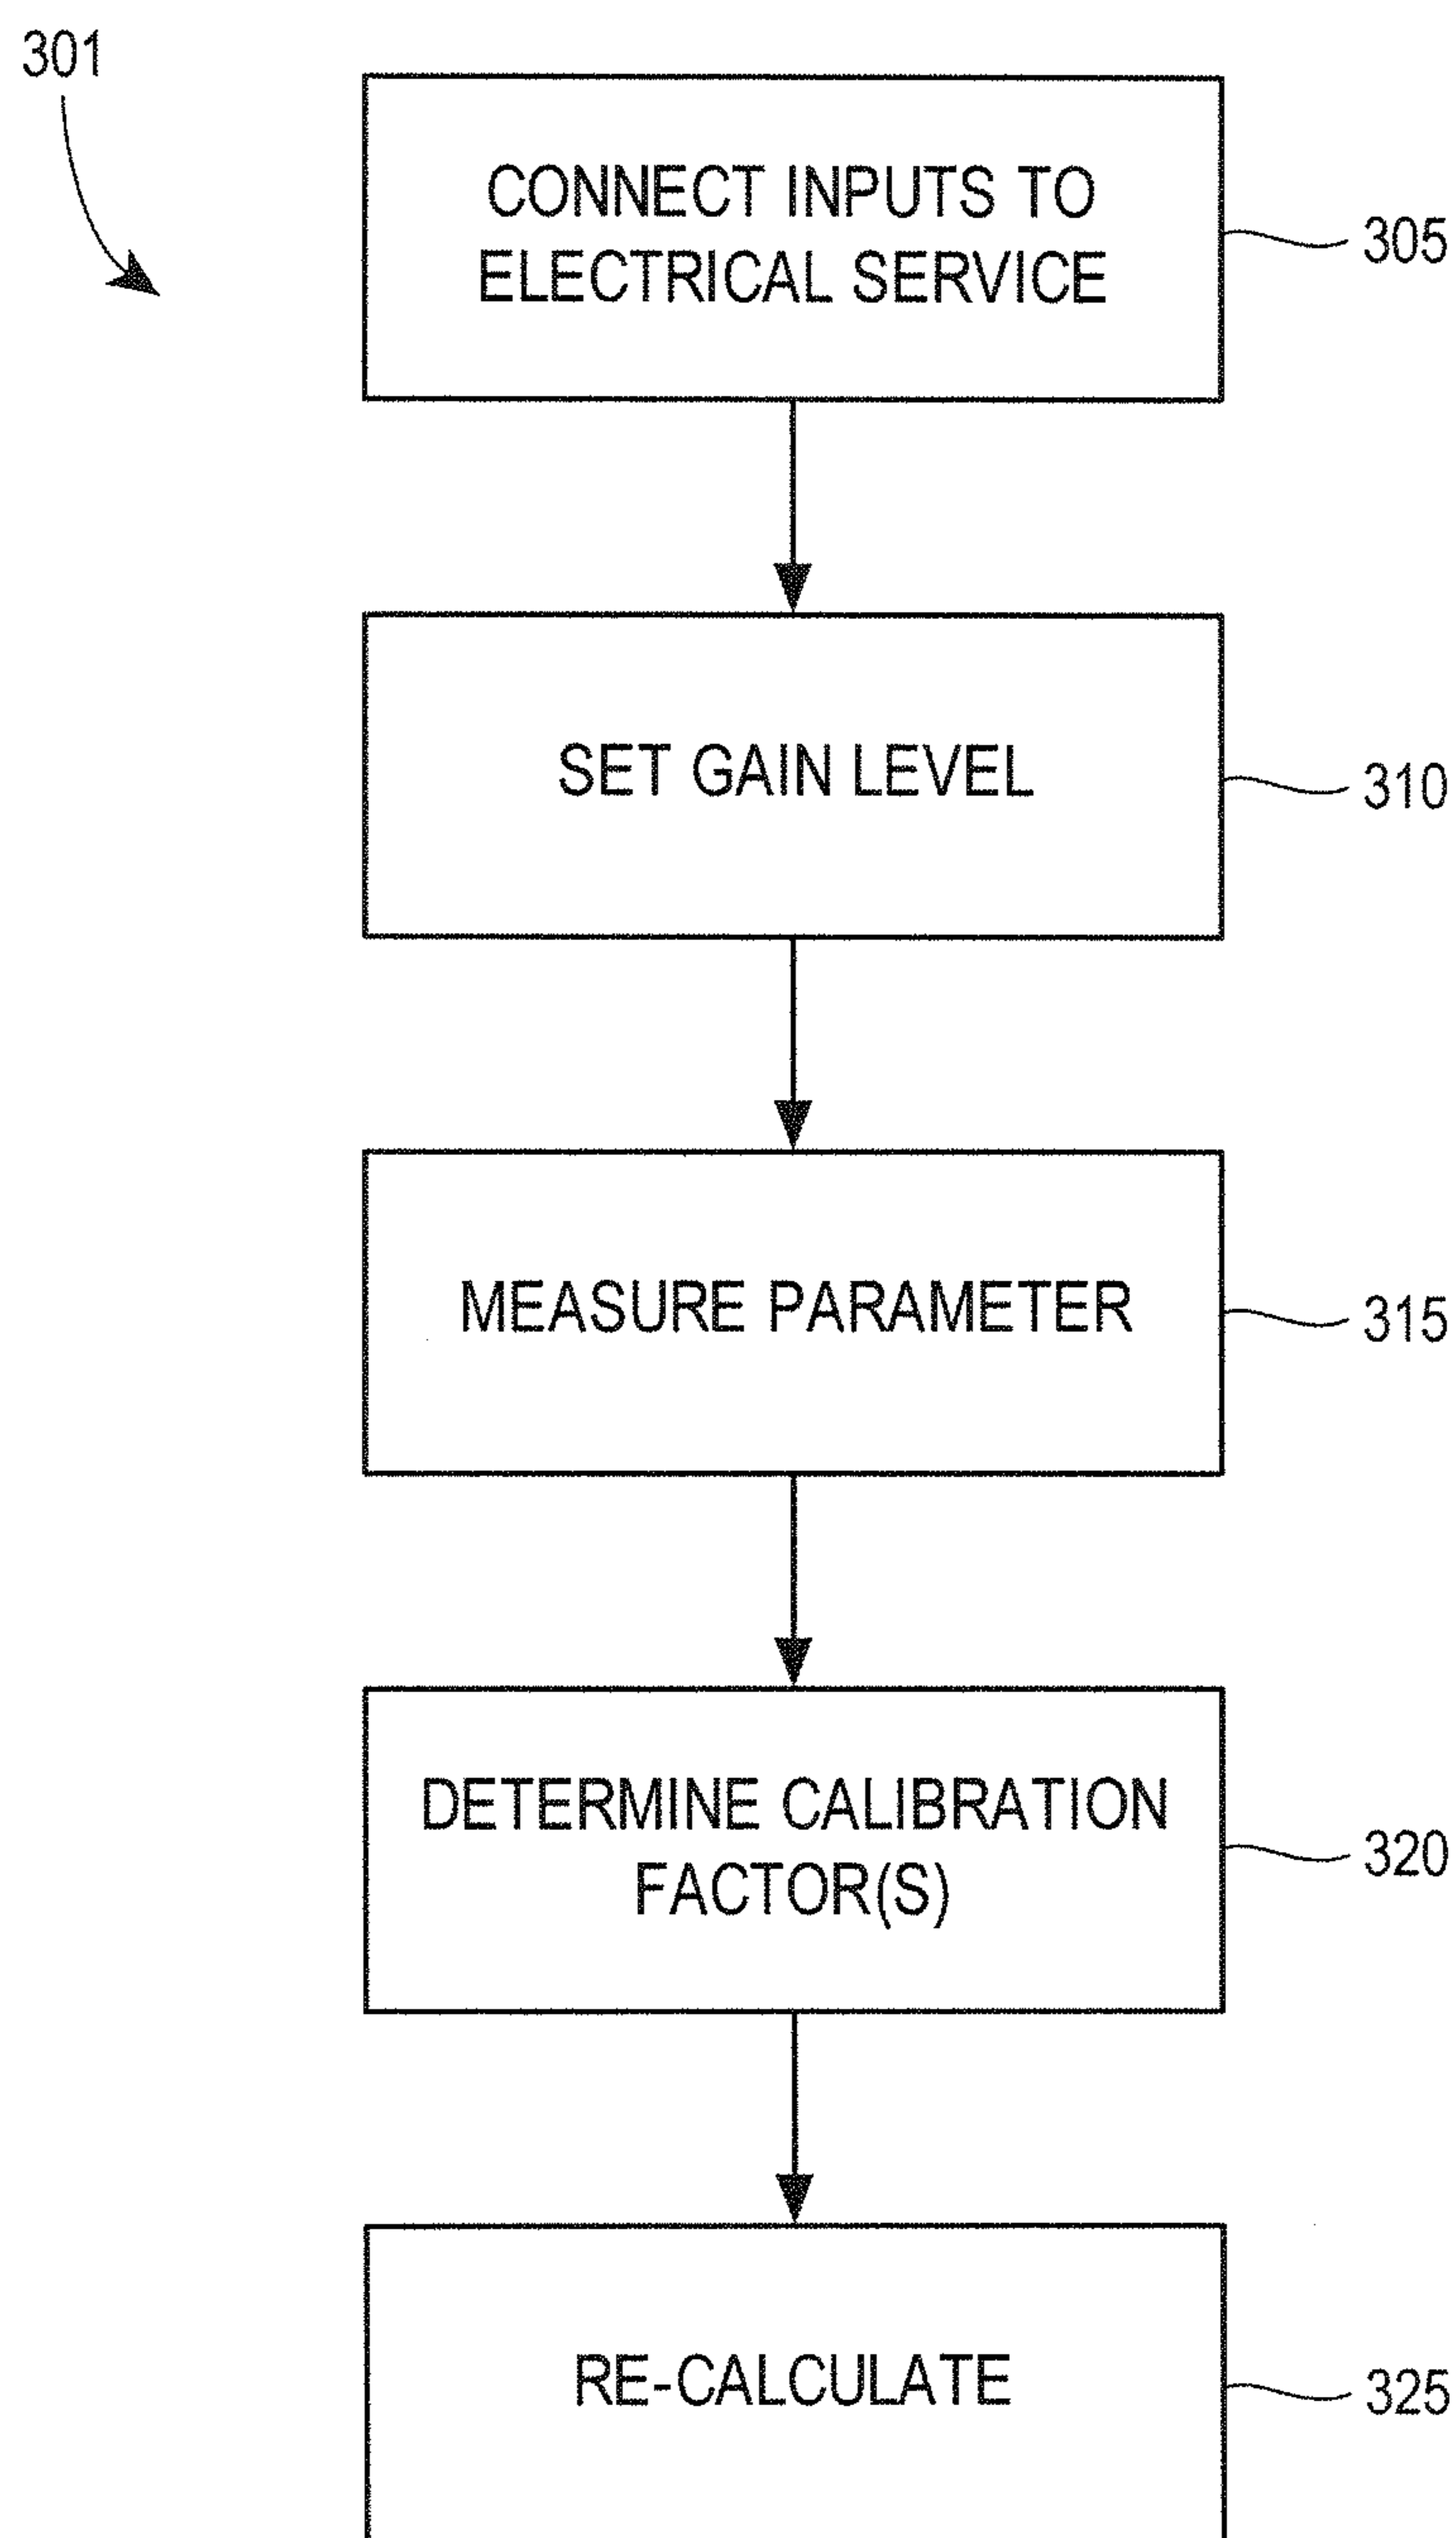 301
CONNECT INPUTS TO
ELECTRICAL SERVICE
305
SET GAIN LEVEL
310
MEASURE PARAMETER
315
DETERMINE CALIBRATION
FACTOR(S)
320
RE-CALCULATE
325